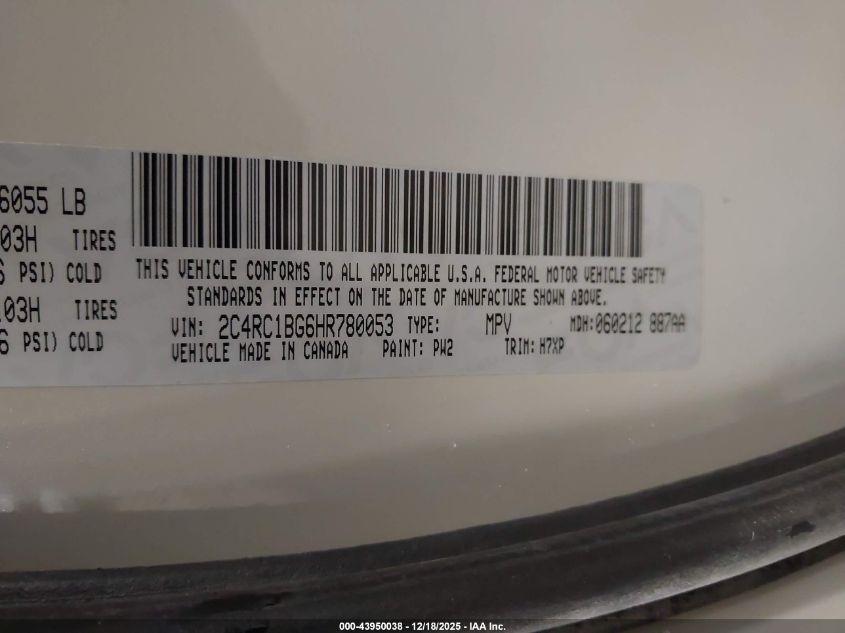 6055 LB
03H TIRES
6 PSI) COLD
03H TIRES
6 PSI) COLD
THIS VEHICLE CONFORMS TO ALL APPLICABLE U.S.A. FEDERAL MOTOR VEHICLE SAFETY
STANDARDS IN EFFECT ON THE DATE OF MANUFACTURE SHOWN ABOVE.
VIN: 2C4RC1BG6HR780053 TYPE: MPV MDH:060212 887AA
VEHICLE MADE IN CANADA PAINT: PW2 TRIM: H7XP
000-43950038 - 12/18/2025 - IAA Inc.